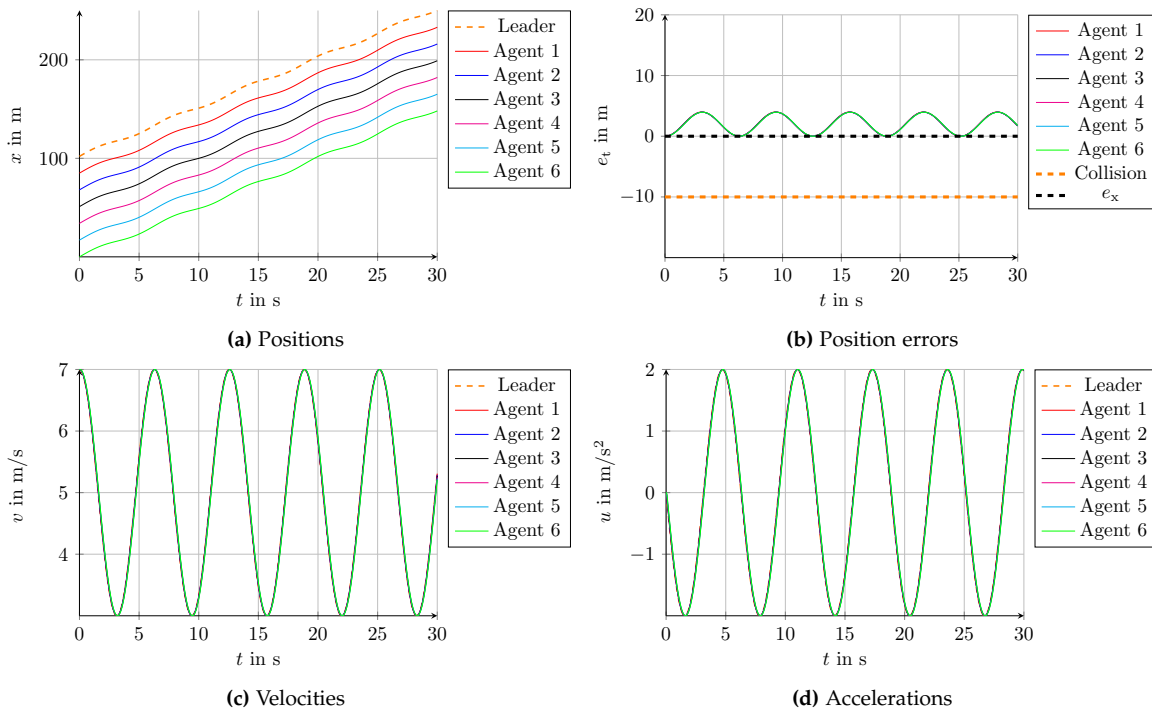 200
100
x in m
0 5 10 15 20 25 30
t in s
Leader
Agent 1
Agent 2
Agent 3
Agent 4
Agent 5
Agent 6
(a) Positions
20
10
0
−10
e_t in m
0 5 10 15 20 25 30
t in s
Agent 1
Agent 2
Agent 3
Agent 4
Agent 5
Agent 6
Collision
e_x
(b) Position errors
7
6
5
4
v in m/s
0 5 10 15 20 25 30
t in s
Leader
Agent 1
Agent 2
Agent 3
Agent 4
Agent 5
Agent 6
(c) Velocities
2
1
0
−1
u in m/s²
0 5 10 15 20 25 30
t in s
Leader
Agent 1
Agent 2
Agent 3
Agent 4
Agent 5
Agent 6
(d) Accelerations